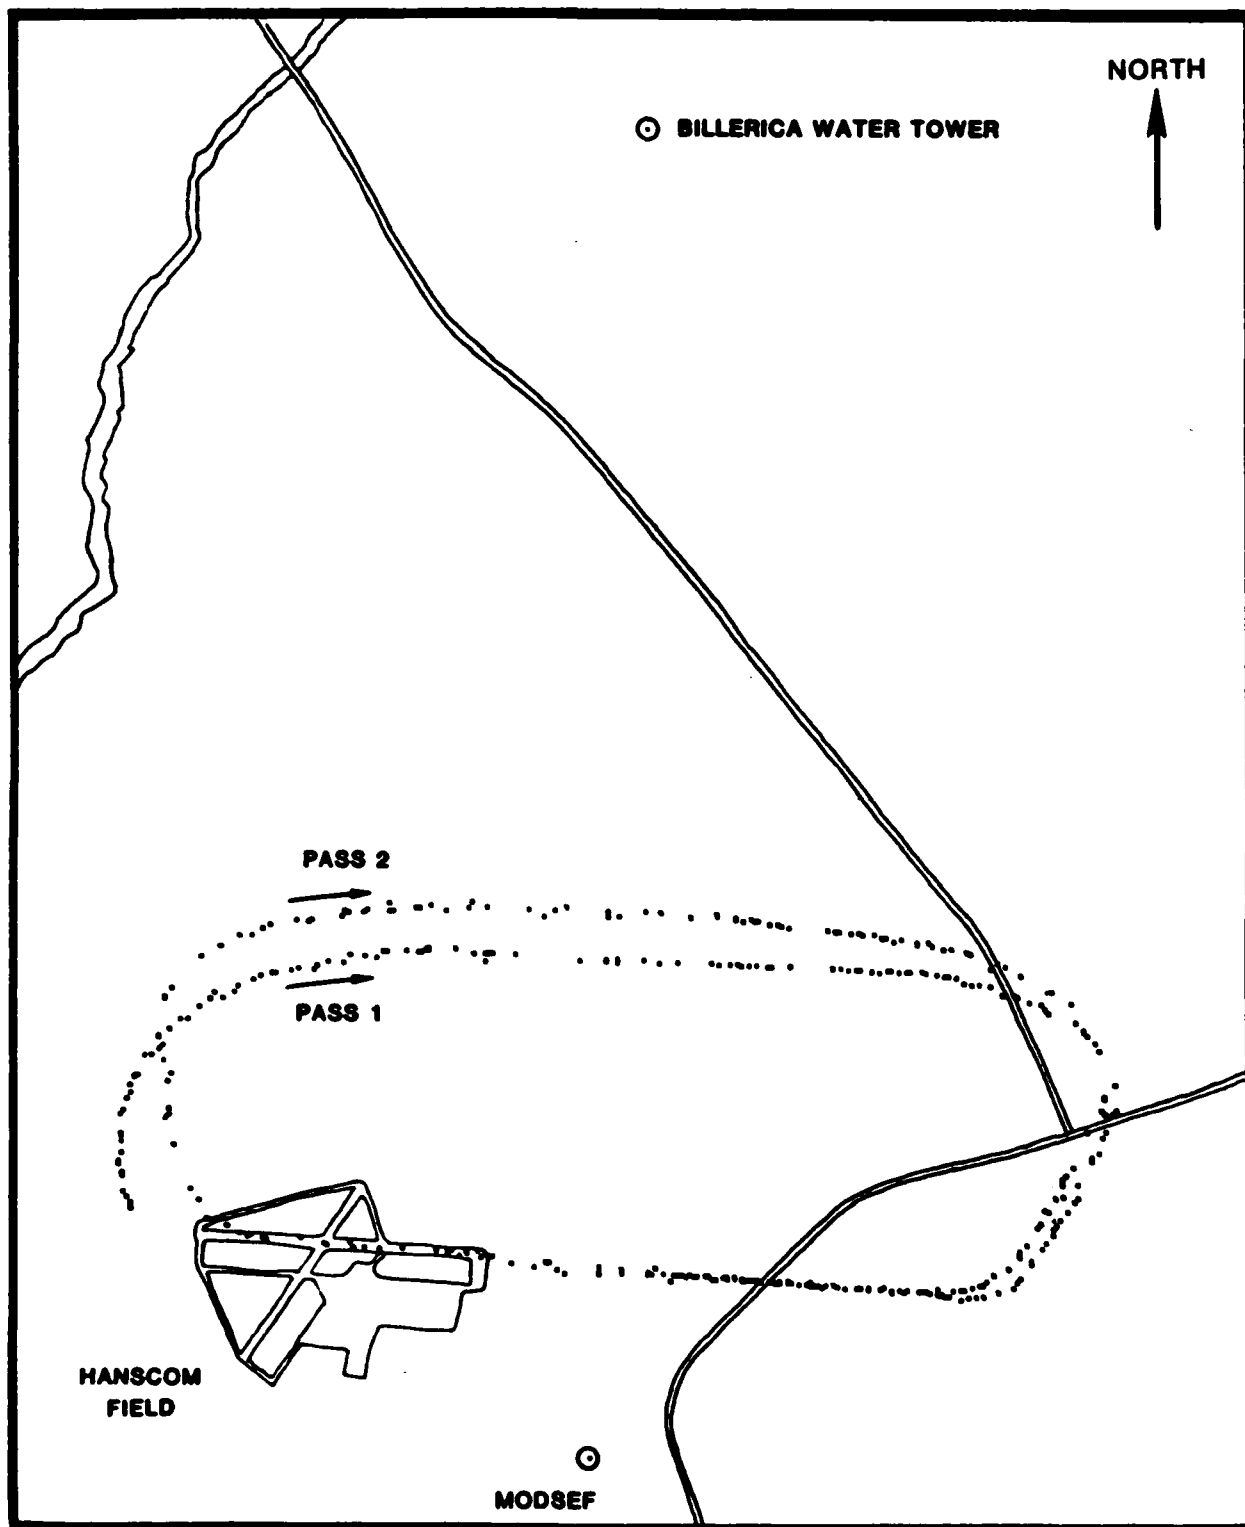 NORTH
BILLERICA WATER TOWER
PASS 2
PASS 1
HANSCOM
FIELD
MODSEF